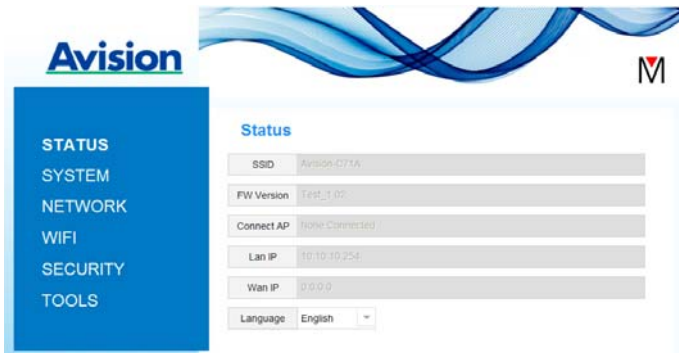 Avision
M
STATUS
SYSTEM
NETWORK
WIFI
SECURITY
TOOLS
Status
SSID Avision-D71A
FW Version Test_1.02
Connect AP None Connected
Lan IP 10.10.10.254
Wan IP 0.0.0.0
Language English